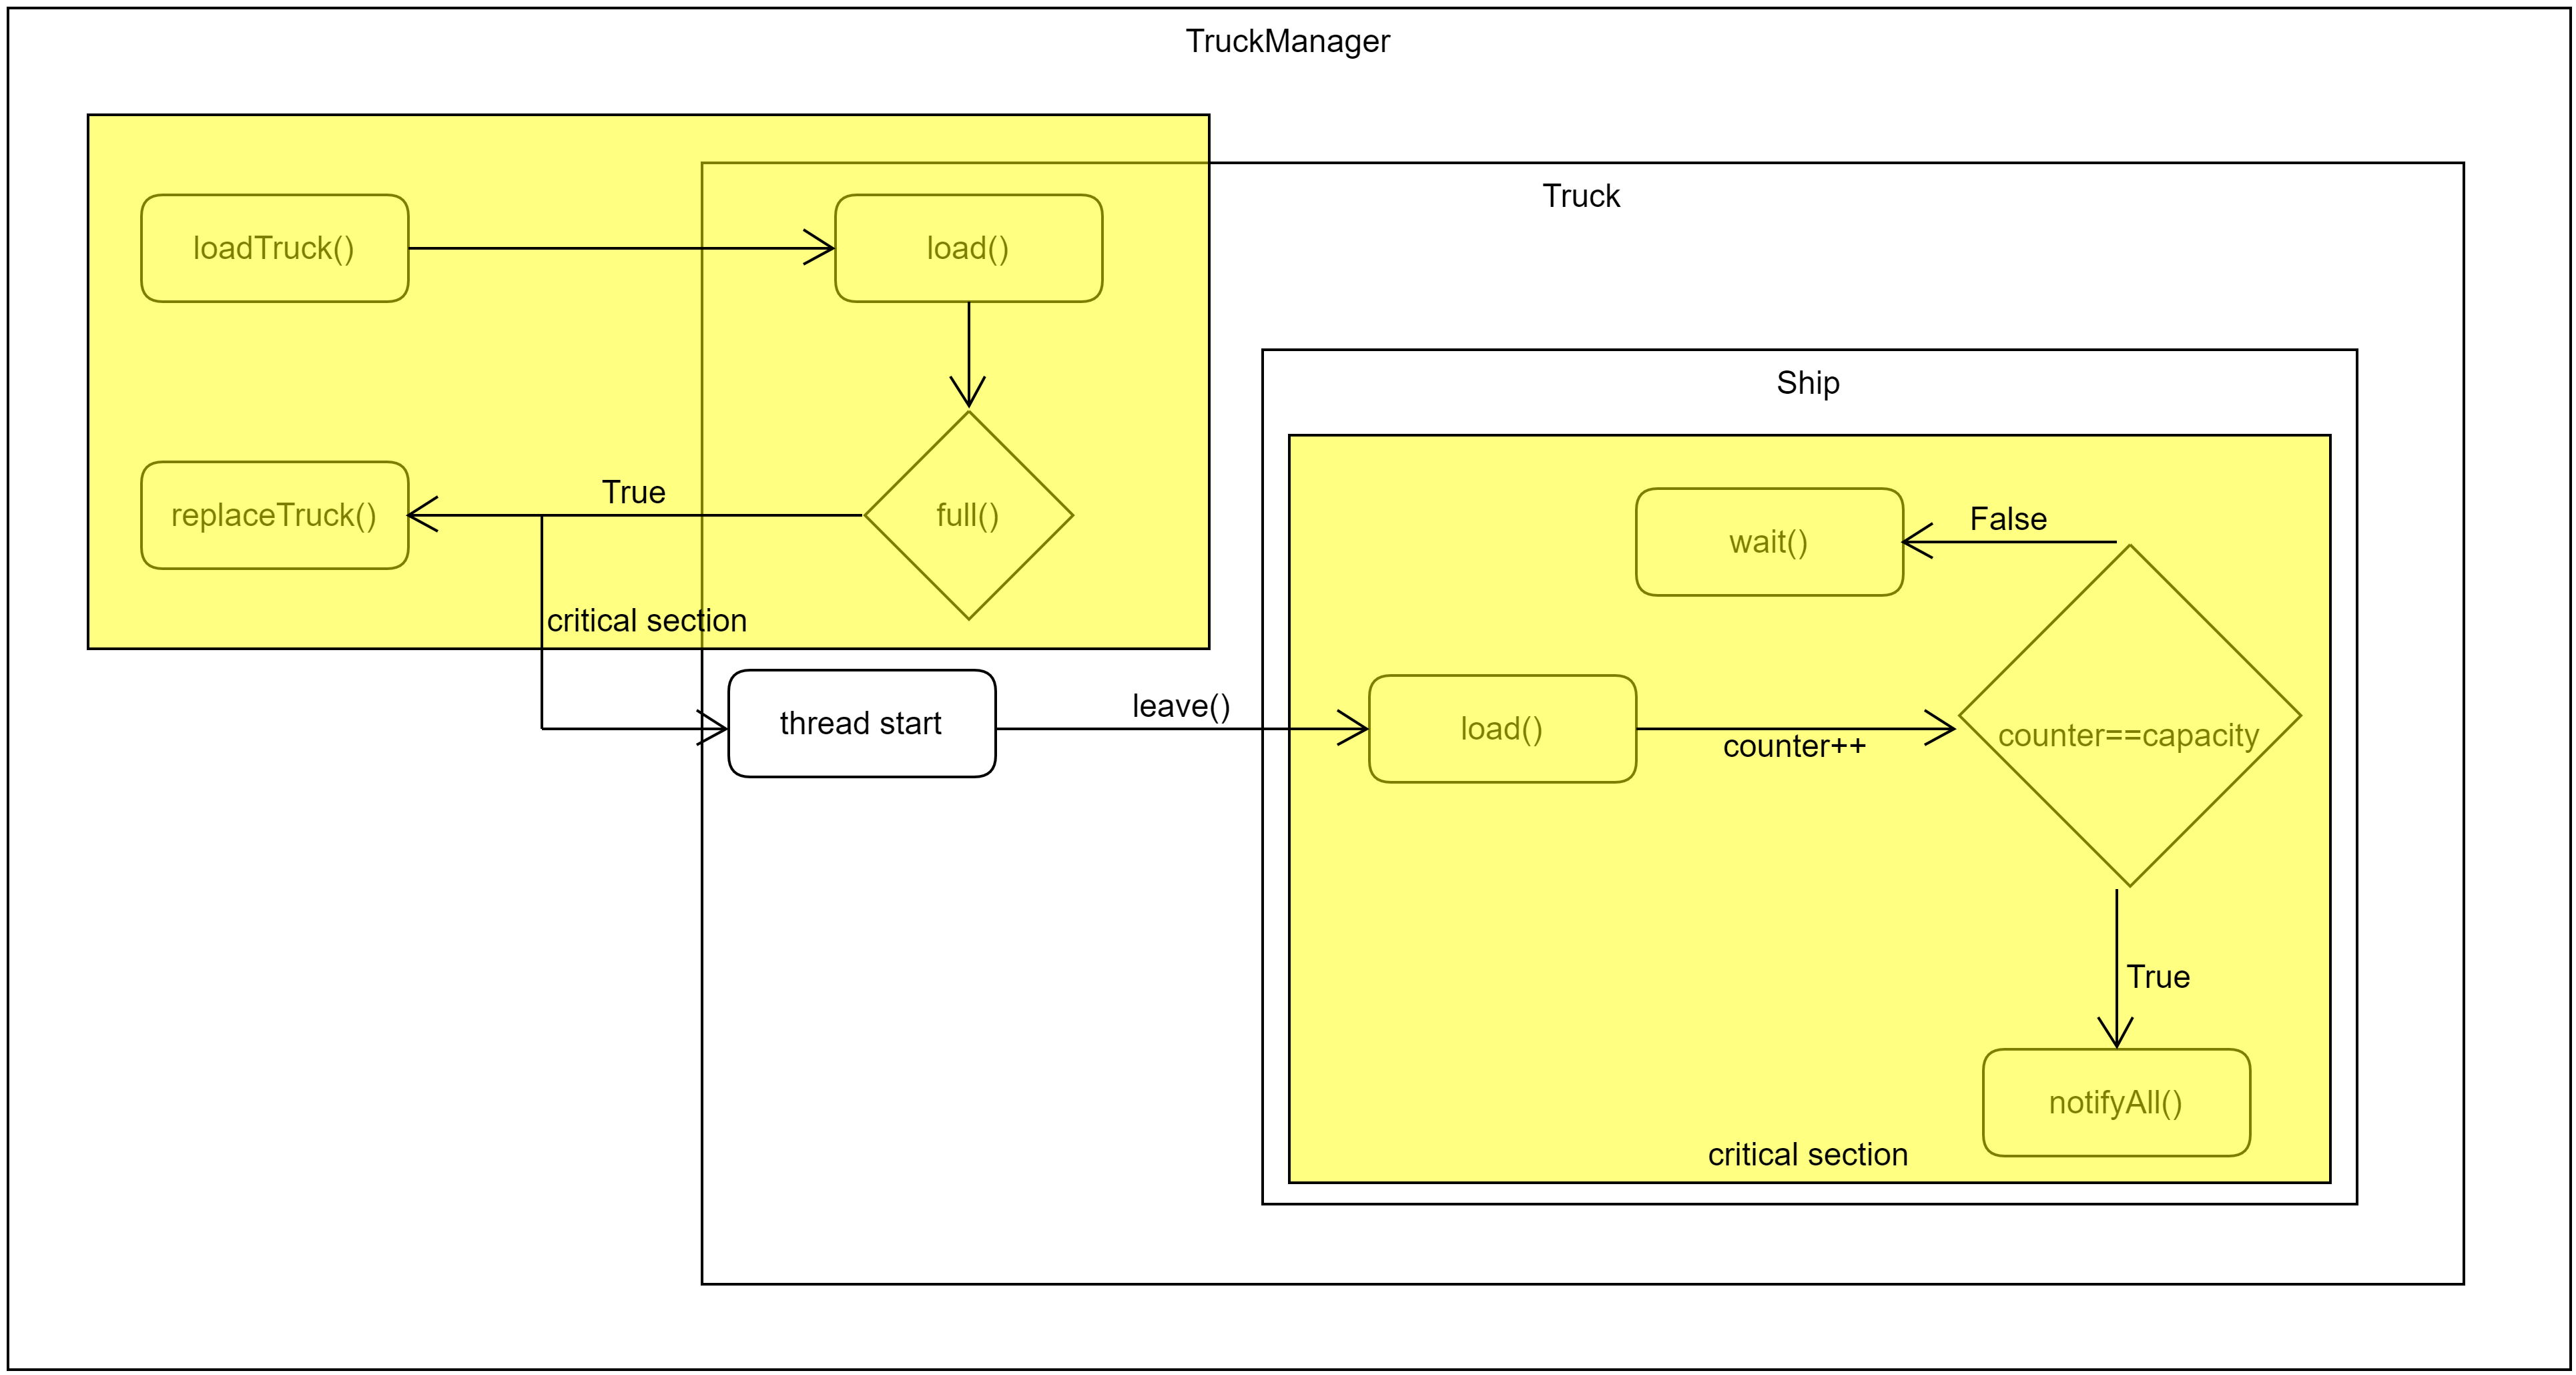 TruckManager
Truck
loadTruck()
load()
Ship
replaceTruck()
True
full()
wait()
False
critical section
thread start
leave()
load()
counter++
counter==capacity
True
notifyAll()
critical section